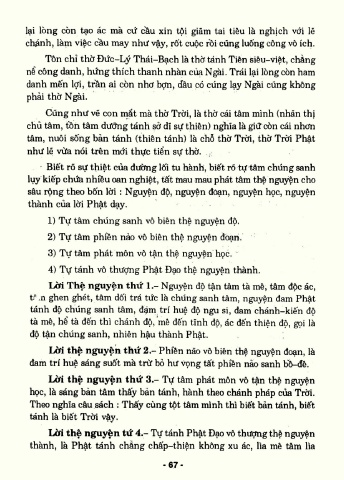 lại lòng còn tạo ác mà cứ cầu xin tội giảm tai tiêu là nghịch với lẽ
chánh, làm việc cầu may như vậy, rốt cuộc rồi cũng luống công vô ích.
Tôn chỉ thờ Đức-Lý Thái-Bạch là thờ tánh Tiên siêu-việt, chẳng
nể công danh, hứng thích thanh nhàn của Ngài. Trái lại lòng còn ham
danh mến lợi, trần ai còn nhơ bợn, dầu có cúng lạy Ngài cũng không
phải thờ Ngài.
Cũng như vẽ con mắt mà thờ Trời, là thờ cái tâm mình (nhãn thị
chủ tâm, tồn tâm dưỡng tánh sở dĩ sự thiên) nghĩa là giữ còn cái nhơn
tâm, nuôi sống bản tánh (thiên tánh) là chỗ thờ Trời, thờ Trời Phật
như lẽ vừa nói trên mới thực tiễn sự thờ.
Biết rõ sự thiệt của đường lối tu hành, biết rõ tự tâm chúng sanh
lụy kiếp chứa nhiều oan nghiệt, tất mau mau phát tâm thệ nguyện cho
sâu rộng theo bốn lời : Nguyện độ, nguyện đoạn, nguyện học, nguyện
thành của lời Phật dạy.
1) Tự tâm chúng sanh vô biên thệ nguyện độ.
2) Tự tâm phiền não vô biên thệ nguyện đoạn.
3) Tự tâm phát môn vô tận thệ nguyện học.
4) Tự tánh vô thượng Phật Đạo thệ nguyện thành.
Lời Thệ nguyện thứ 1.- Nguyện độ tận tâm tà mê, tâm độc ác,
ghen ghét, tâm dối trá tức là chúng sanh tâm, nguyện đam Phật
tánh độ chúng sanh tâm, đam trí huệ độ ngu si, đam chánh-kiến độ
tà mê, hể tà đến thì chánh độ, mê đến tỉnh độ, ác đến thiện độ, gọi là
độ tận chúng sanh, nhiên hậu thành Phật.
Lời thệ nguyện thứ 2.- Phiền não vô biên thệ nguyện đoạn, là
đam trí huệ sáng suốt mà trừ bỏ hư vọng tất phiền não sanh bồ-đề.
Lời thệ nguyện thứ 3.- Tự tâm phát môn vô tận thệ nguyện
học, là sáng bản tâm thấy bản tánh, hành theo chánh pháp của Trời.
Theo nghĩa câu sách : Thấy cùng tột tâm mình thì biết bản tánh, biết
tánh là biết Trời vậy.
Lời thệ nguyện tứ 4.- Tự tánh Phật Đạo vô thượng thệ nguyện
thành, là Phật tánh chẳng chấp-thiện không xu ác, lìa mê tâm lìa
- 67 -